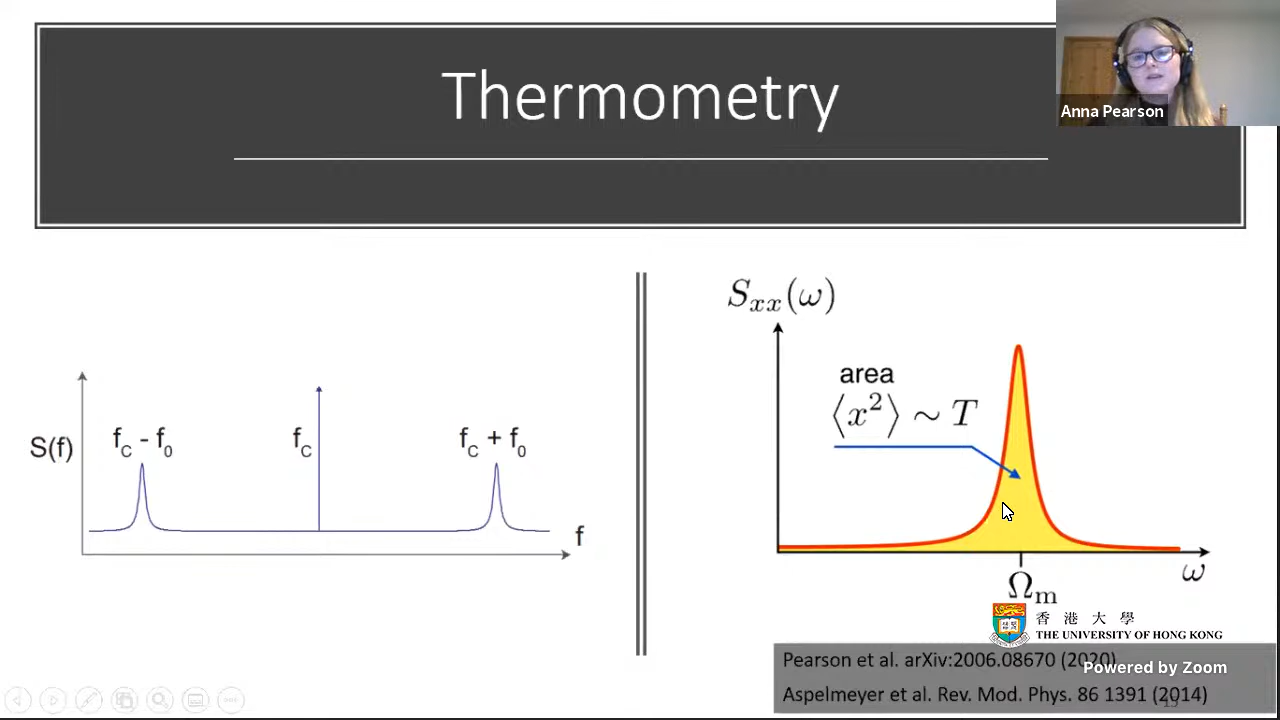 Thermometry
Anna Pearson
S(f)
f_C - f_0
f_C
f_C + f_0
f
S_{xx}(ω)
area
⟨x²⟩ ~ T
Ω_m
ω
香 港 大 學
THE UNIVERSITY OF HONG KONG
Pearson et al. arXiv:2006.08670 (2020)
Powered by Zoom
Aspelmeyer et al. Rev. Mod. Phys. 86 1391 (2014)